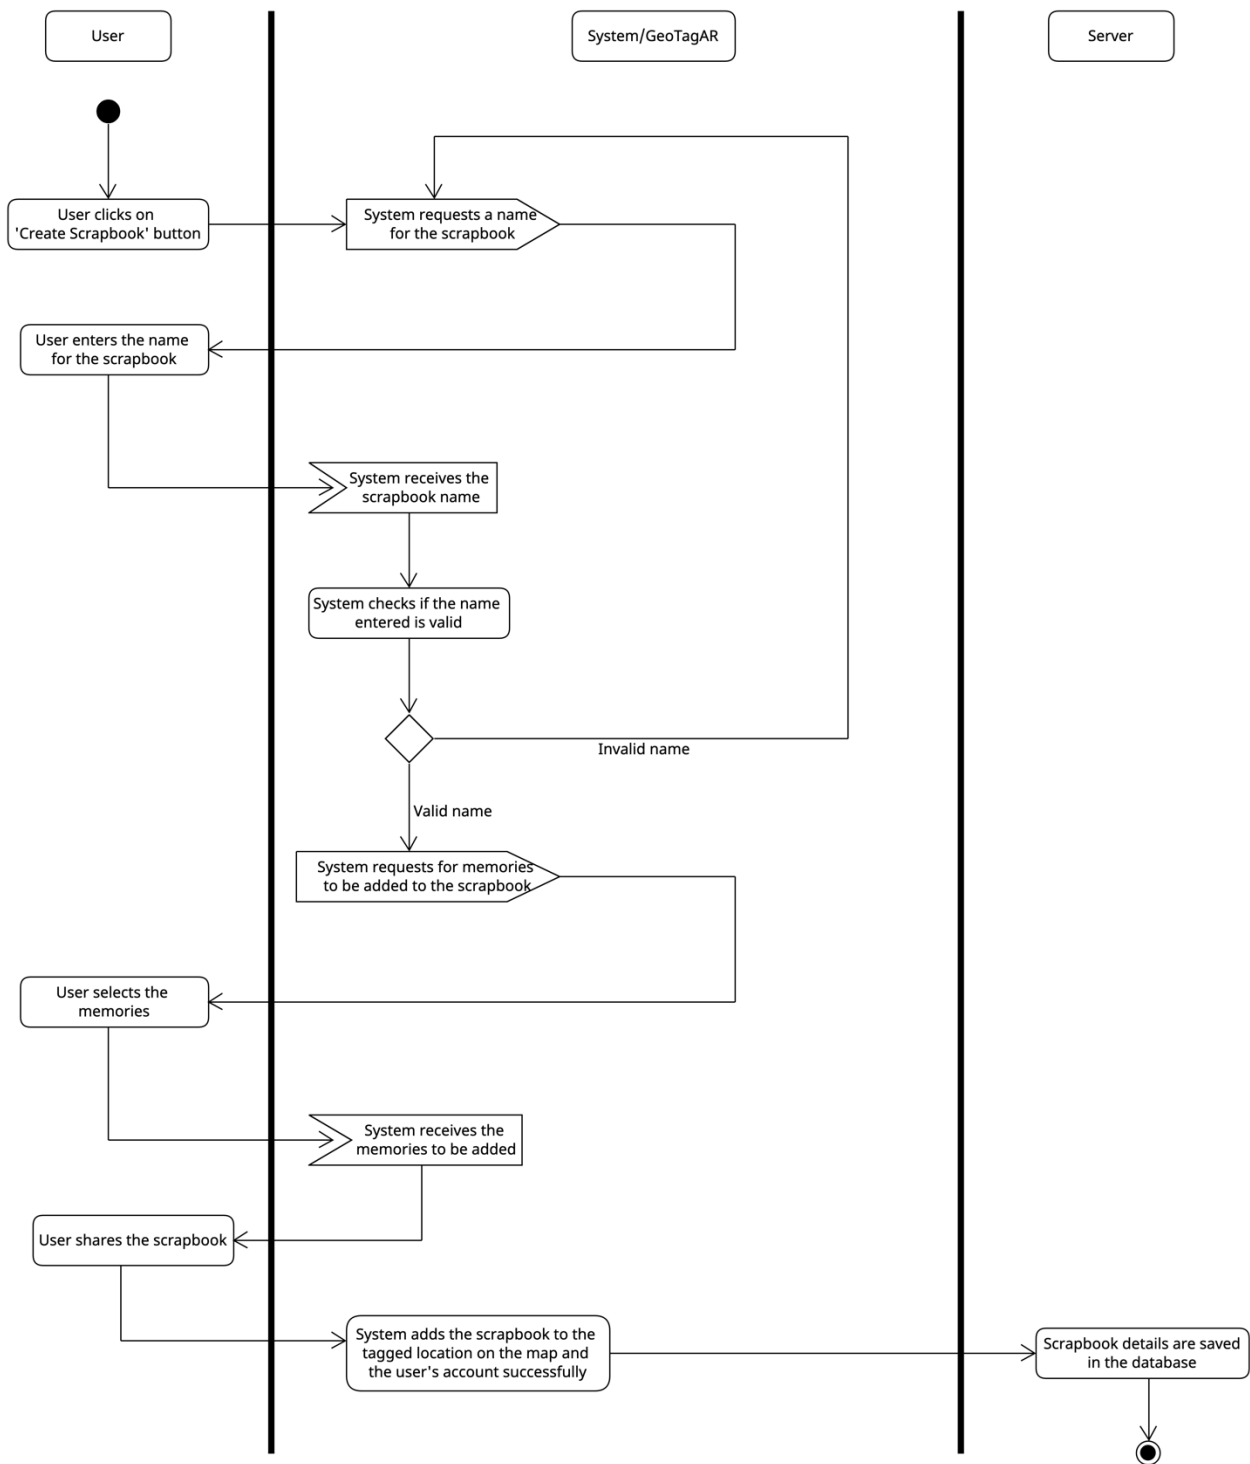 User
System/GeoTagAR
Server
User clicks on
'Create Scrapbook' button
System requests a name
for the scrapbook
User enters the name
for the scrapbook
System receives the
scrapbook name
System checks if the name
entered is valid
Invalid name
Valid name
System requests for memories
to be added to the scrapbook
User selects the
memories
System receives the
memories to be added
User shares the scrapbook
System adds the scrapbook to the
tagged location on the map and
the user's account successfully
Scrapbook details are saved
in the database